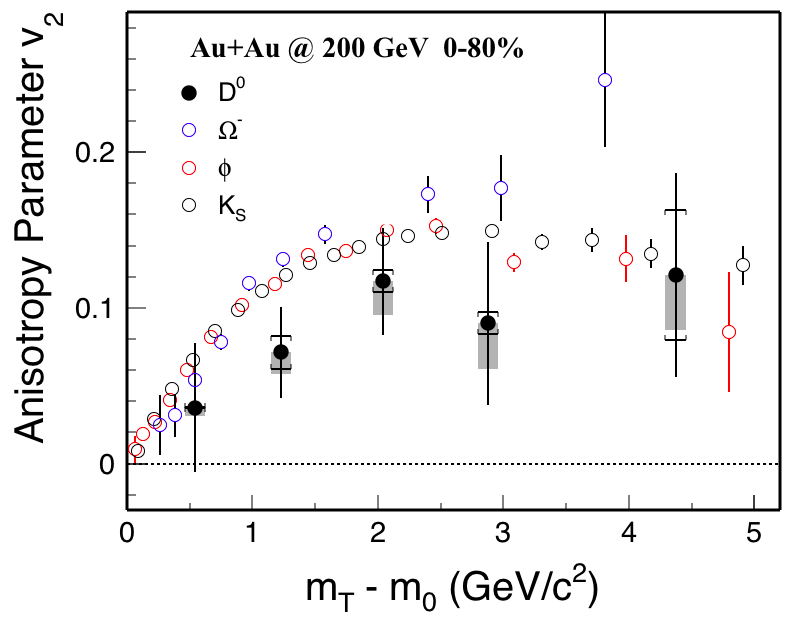 Anisotropy Parameter v₂
Au+Au @ 200 GeV 0-80%
D⁰
Ω⁻
ϕ
K_S
0.2
0.1
0
0 1 2 3 4 5
m_T - m₀ (GeV/c²)